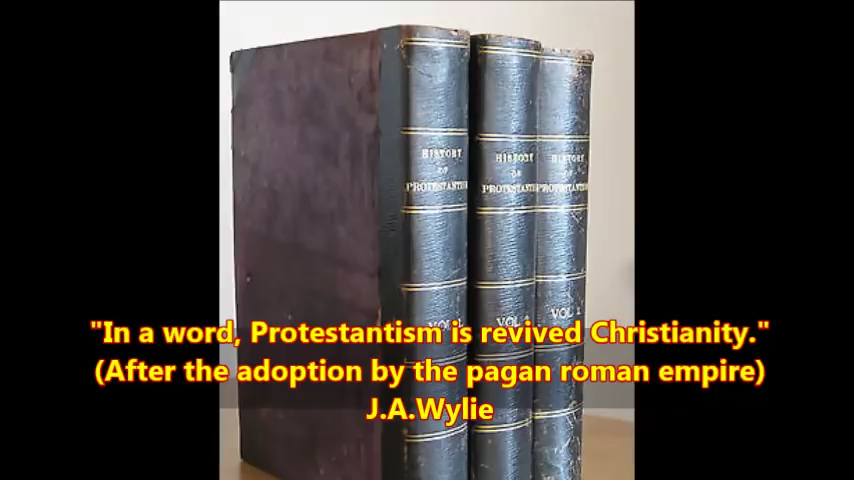 HISTORY
OF
PROTESTANTISM
HISTORY
OF
PROTESTANTISM
HISTORY
OF
PROTESTANTISM
VOL
VOL
VOL
"In a word, Protestantism is revived Christianity."
(After the adoption by the pagan roman empire)
J.A.Wylie